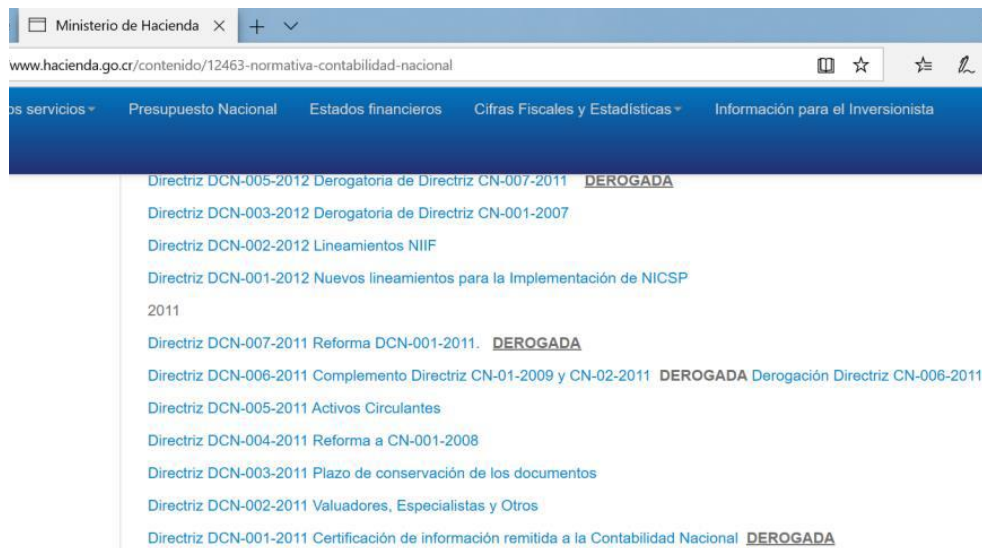 Ministerio de Hacienda
www.hacienda.go.cr/contenido/12463-normativa-contabilidad-nacional
os servicios Presupuesto Nacional Estados financieros Cifras Fiscales y Estadísticas Información para el Inversionista
Directriz DCN-005-2012 Derogatoria de Directriz CN-007-2011 DEROGADA
Directriz DCN-003-2012 Derogatoria de Directriz CN-001-2007
Directriz DCN-002-2012 Lineamientos NIIF
Directriz DCN-001-2012 Nuevos lineamientos para la Implementación de NICSP
2011
Directriz DCN-007-2011 Reforma DCN-001-2011. DEROGADA
Directriz DCN-006-2011 Complemento Directriz CN-01-2009 y CN-02-2011 DEROGADA Derogación Directriz CN-006-2011
Directriz DCN-005-2011 Activos Circulantes
Directriz DCN-004-2011 Reforma a CN-001-2008
Directriz DCN-003-2011 Plazo de conservación de los documentos
Directriz DCN-002-2011 Valuadores, Especialistas y Otros
Directriz DCN-001-2011 Certificación de información remitida a la Contabilidad Nacional DEROGADA